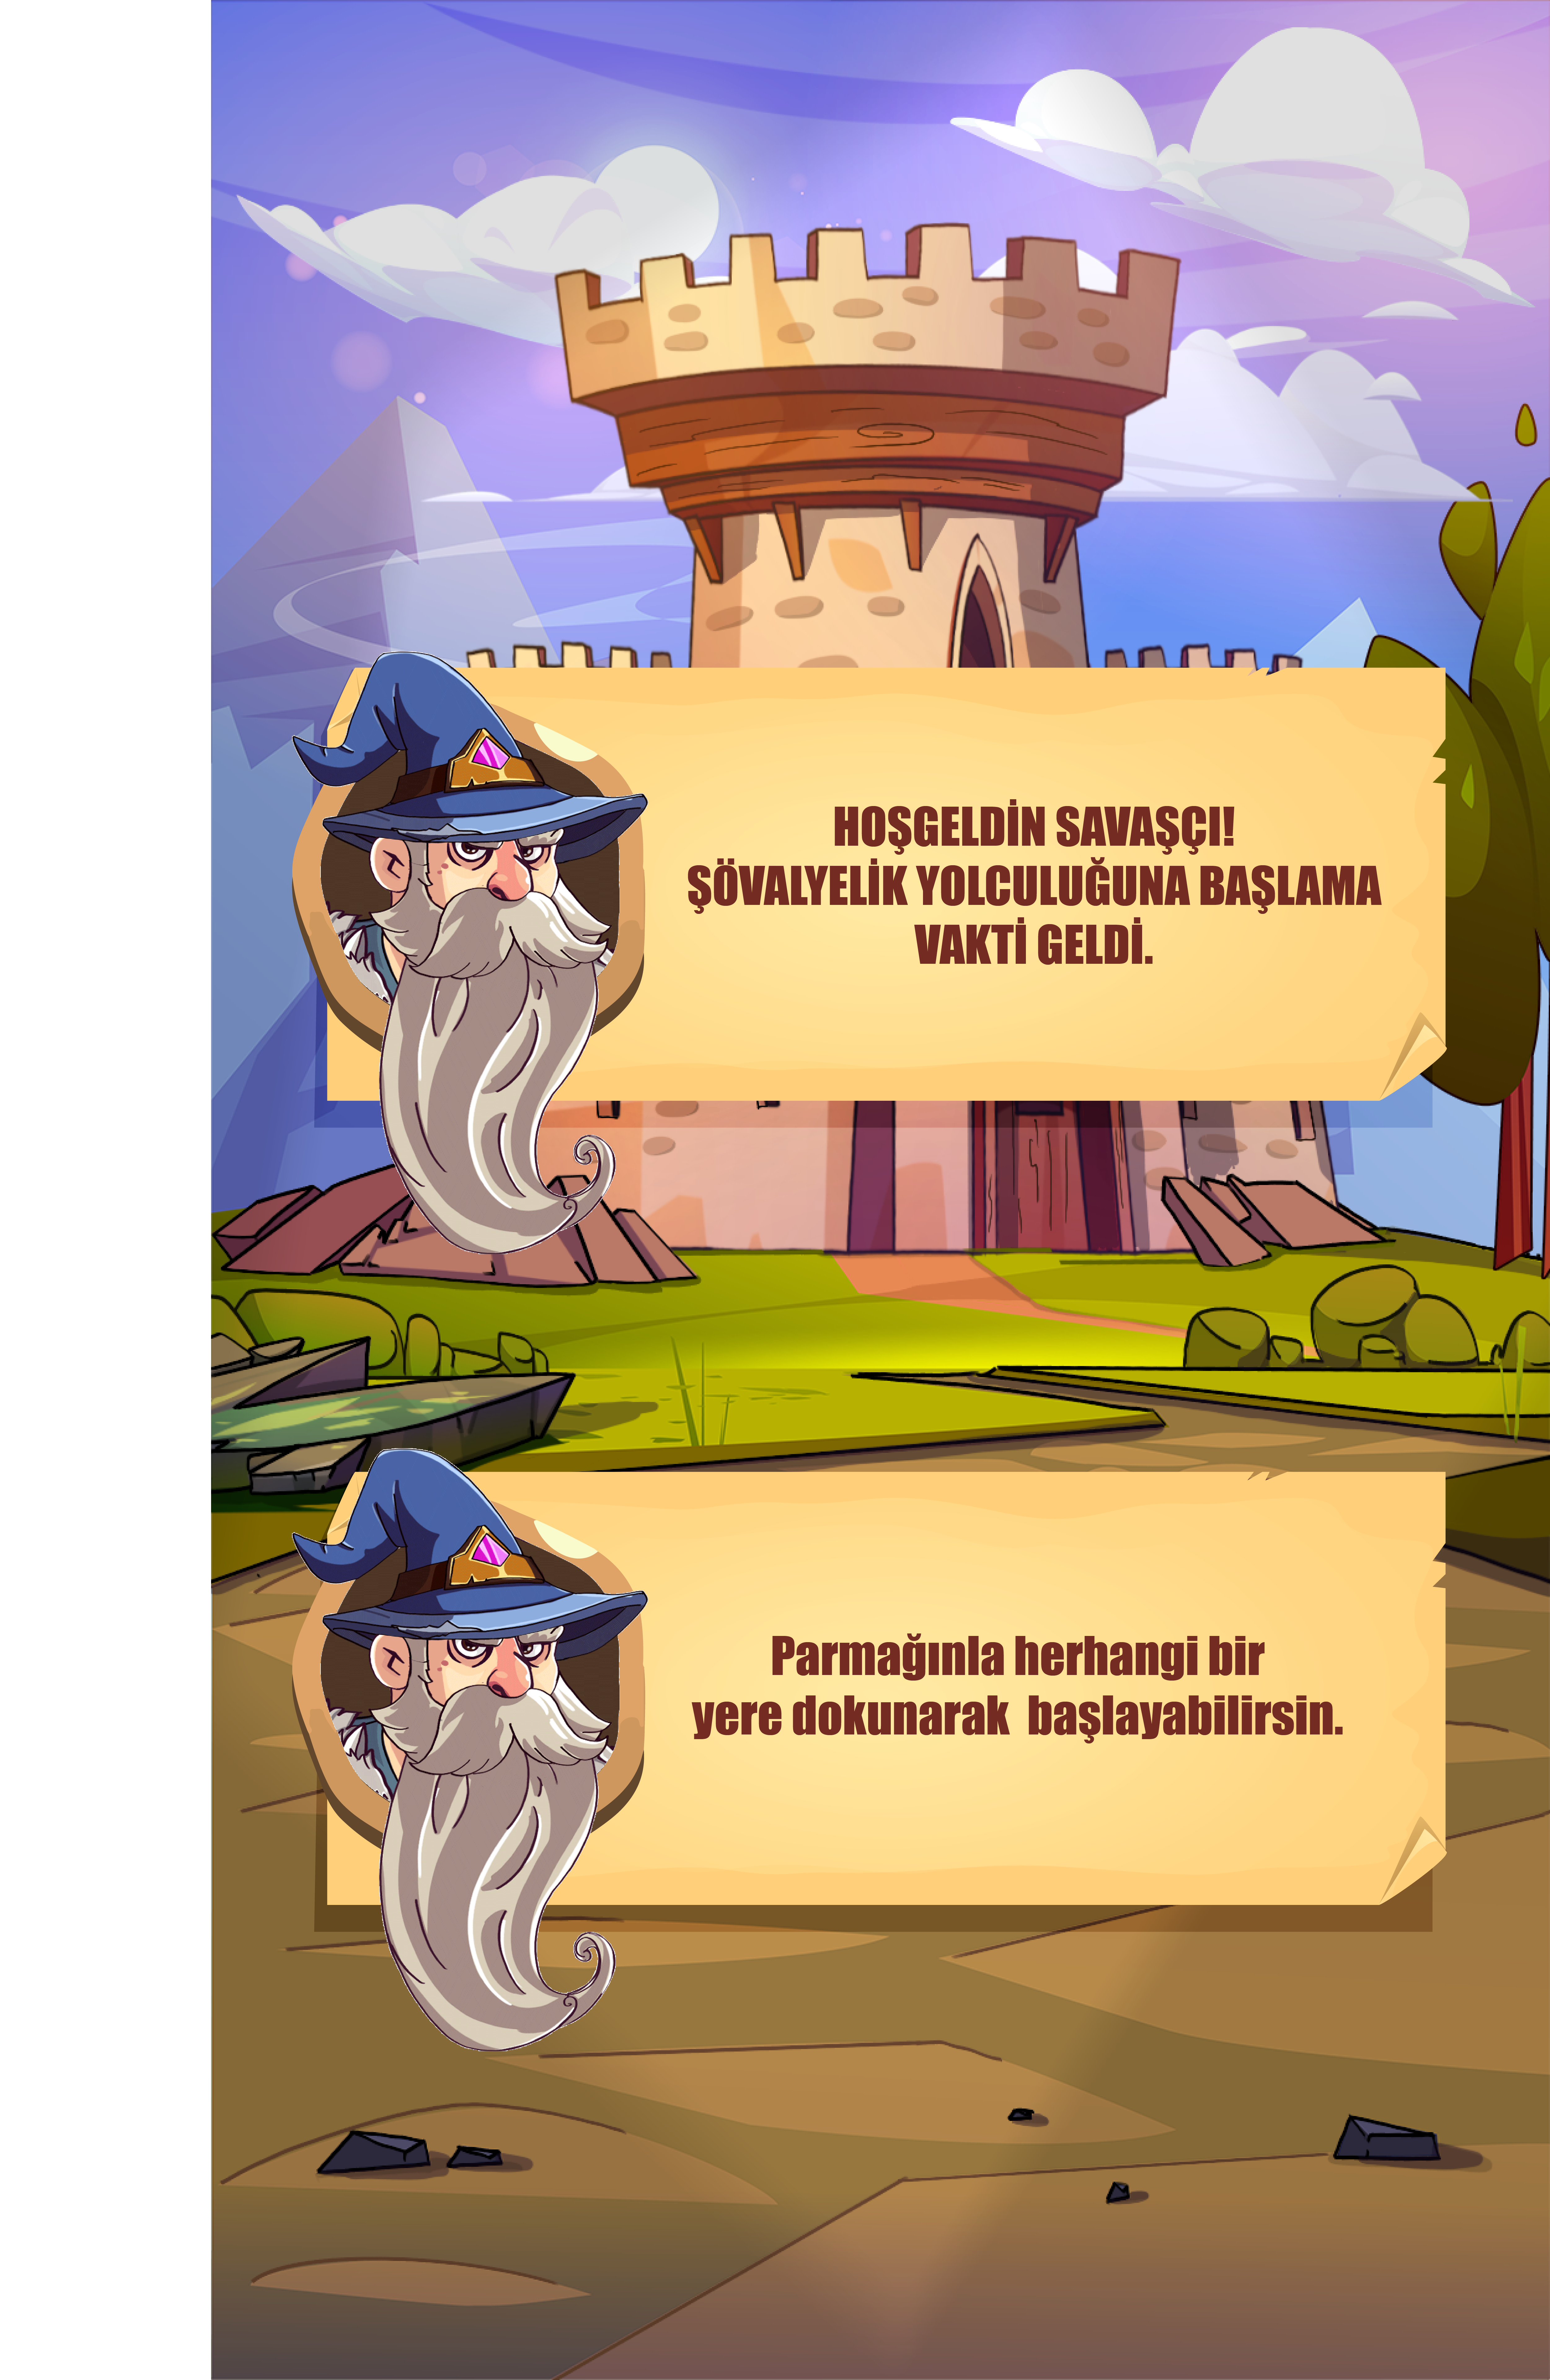 HOŞGELDİN SAVAŞÇI!
ŞÖVALYELİK YOLCULUĞUNA BAŞLAMA
VAKTİ GELDİ.
Parmağınla herhangi bir
yere dokunarak  başlayabilirsin.